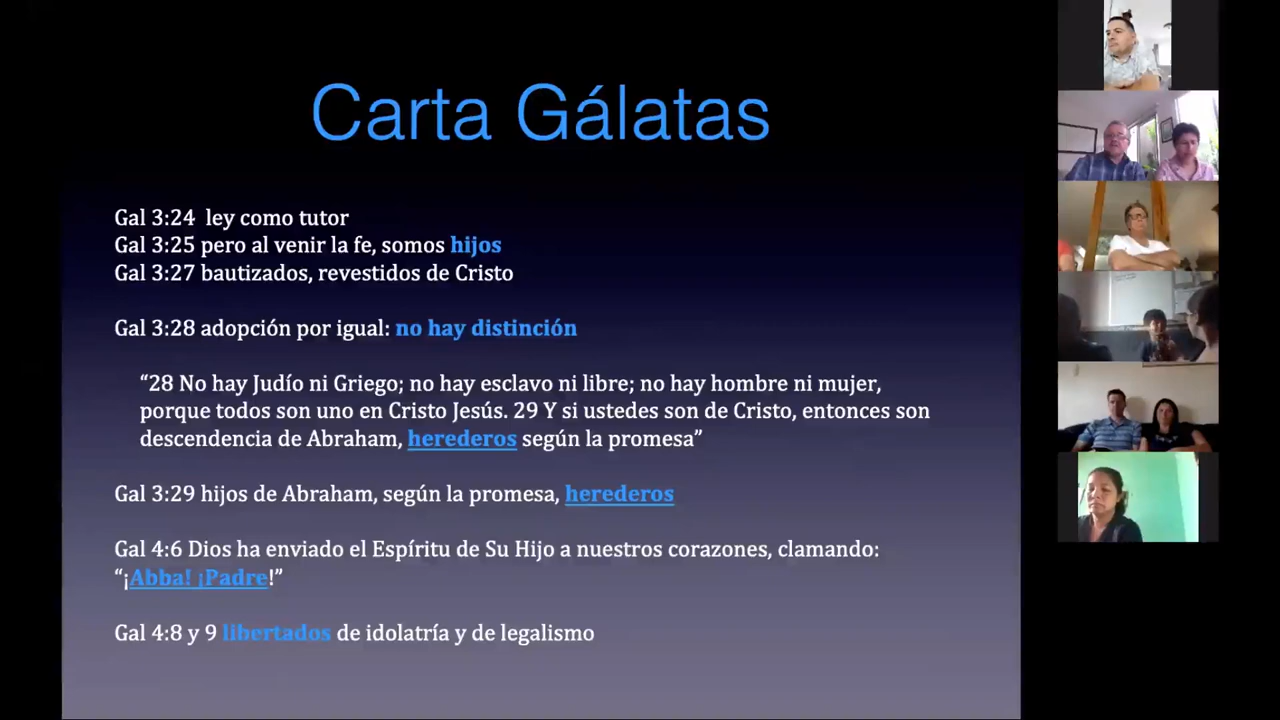 Carta Gálatas
Gal 3:24 ley como tutor
Gal 3:25 pero al venir la fe, somos hijos
Gal 3:27 bautizados, revestidos de Cristo
Gal 3:28 adopción por igual: no hay distinción
“28 No hay Judío ni Griego; no hay esclavo ni libre; no hay hombre ni mujer,
porque todos son uno en Cristo Jesús. 29 Y si ustedes son de Cristo, entonces son
descendencia de Abraham, herederos según la promesa”
Gal 3:29 hijos de Abraham, según la promesa, herederos
Gal 4:6 Dios ha enviado el Espíritu de Su Hijo a nuestros corazones, clamando:
“¡Abba! ¡Padre!”
Gal 4:8 y 9 libertados de idolatría y de legalismo